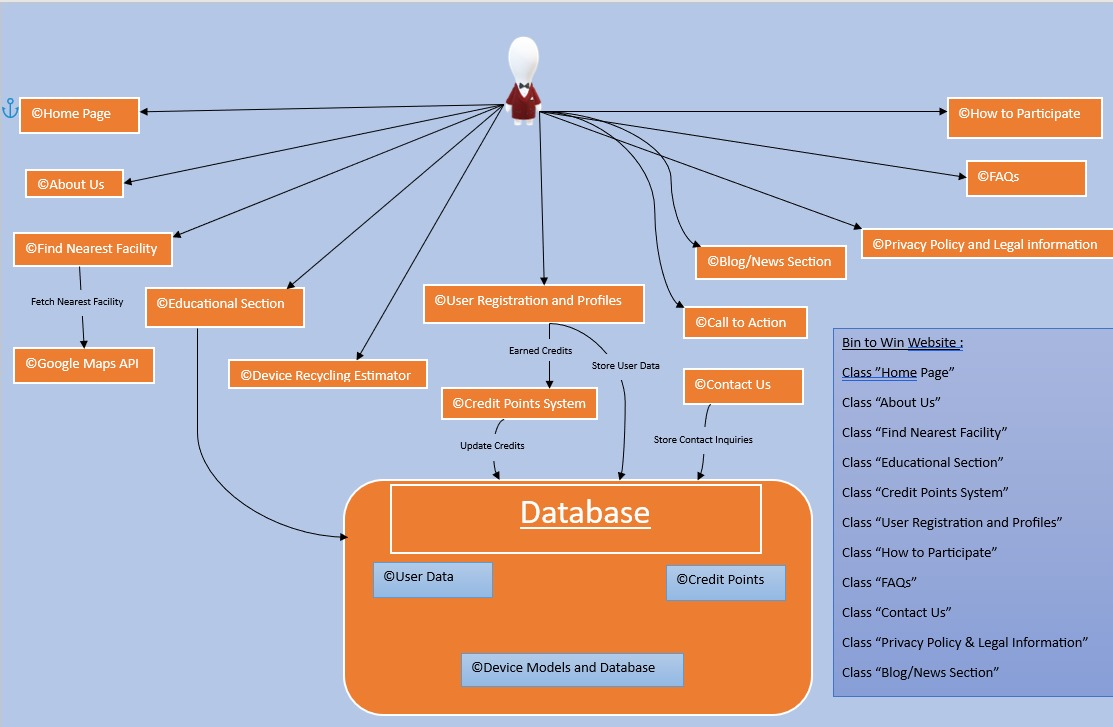 ©Home Page
©How to Participate
©About Us
©FAQs
©Find Nearest Facility
©Privacy Policy and Legal information
©Blog/News Section
Fetch Nearest Facility
©Educational Section
©User Registration and Profiles
©Call to Action
©Google Maps API
©Device Recycling Estimator
Earned Credits
Store User Data
©Contact Us
©Credit Points System
Update Credits
Store Contact Inquiries
Database
©User Data
©Credit Points
©Device Models and Database
Bin to Win Website :
Class ”Home Page”
Class “About Us”
Class “Find Nearest Facility”
Class “Educational Section”
Class “Credit Points System”
Class “User Registration and Profiles”
Class “How to Participate”
Class “FAQs”
Class “Contact Us”
Class “Privacy Policy & Legal Information”
Class “Blog/News Section”